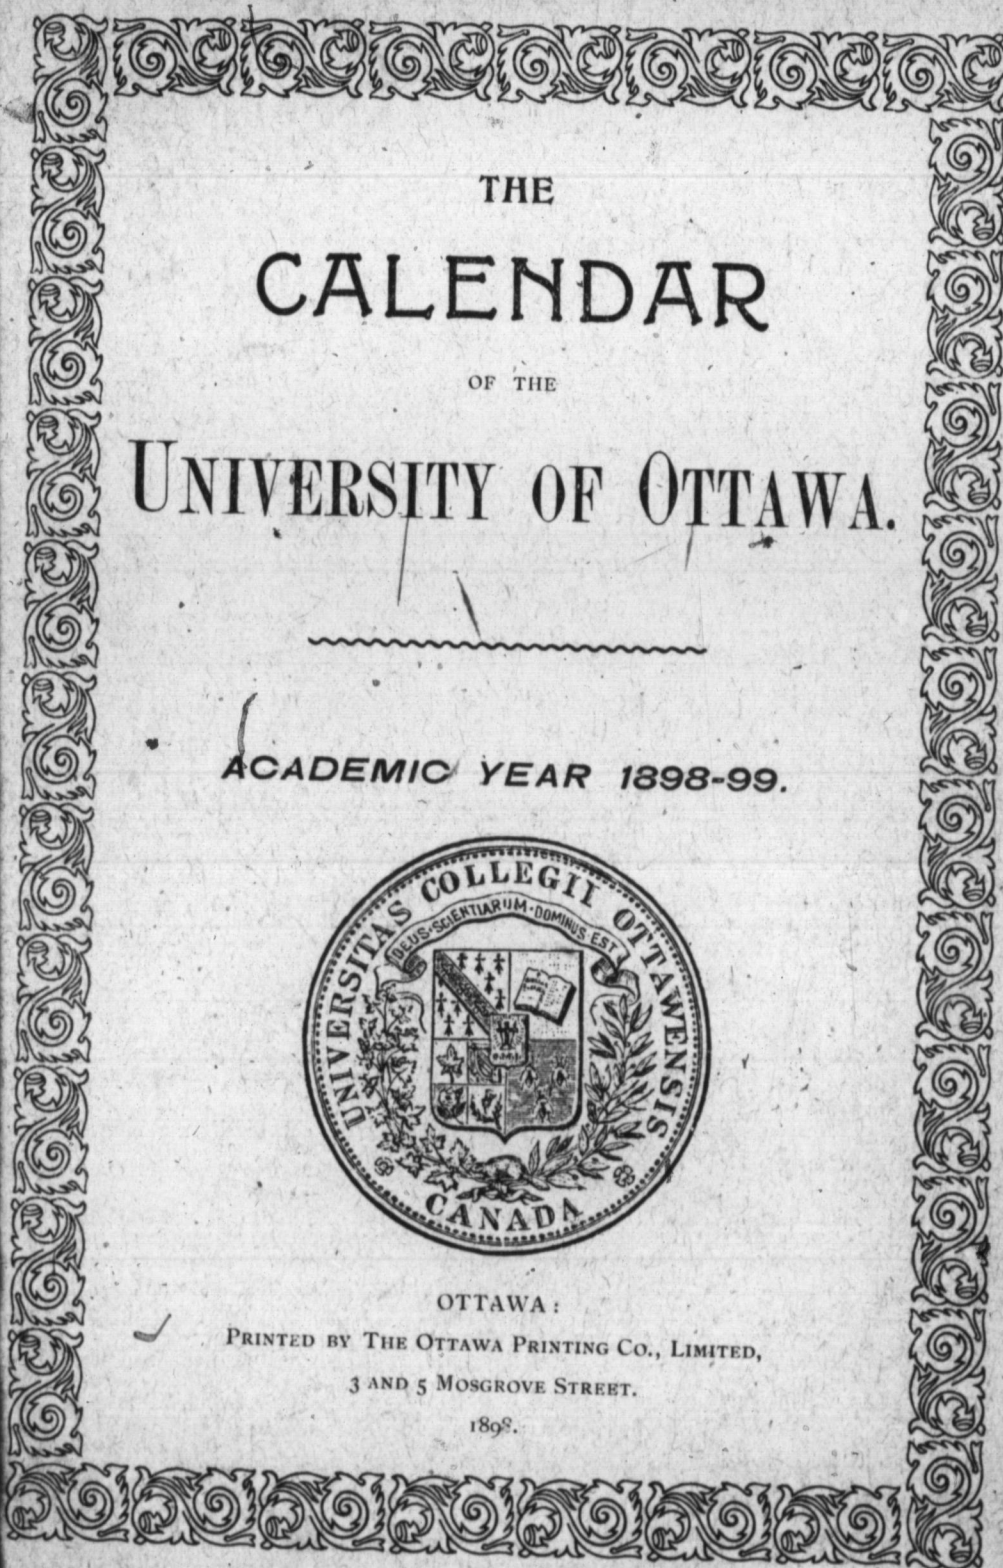 THE
CALENDAR
OF THE
UNIVERSITY OF OTTAWA.
ACADEMIC YEAR 1898-99.
UNIVERSITAS COLLEGII OTTAWENSIS
DEUS·SCIENTIARUM·DOMINUS·EST
CANADA
OTTAWA:
PRINTED BY THE OTTAWA PRINTING CO., LIMITED,
3 AND 5 MOSGROVE STREET.
1898.